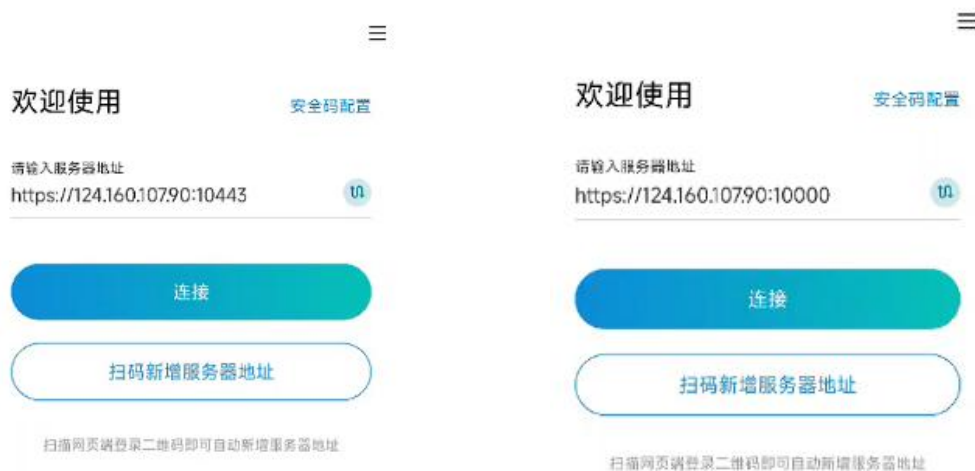 欢迎使用
安全码配置
请输入服务器地址
https://124.160.107.90:10443
连接
扫码新增服务器地址
扫描网页端登录二维码即可自动新增服务器地址
欢迎使用
安全码配置
请输入服务器地址
https://124.160.107.90:10000
连接
扫码新增服务器地址
扫描网页端登录二维码即可自动新增服务器地址